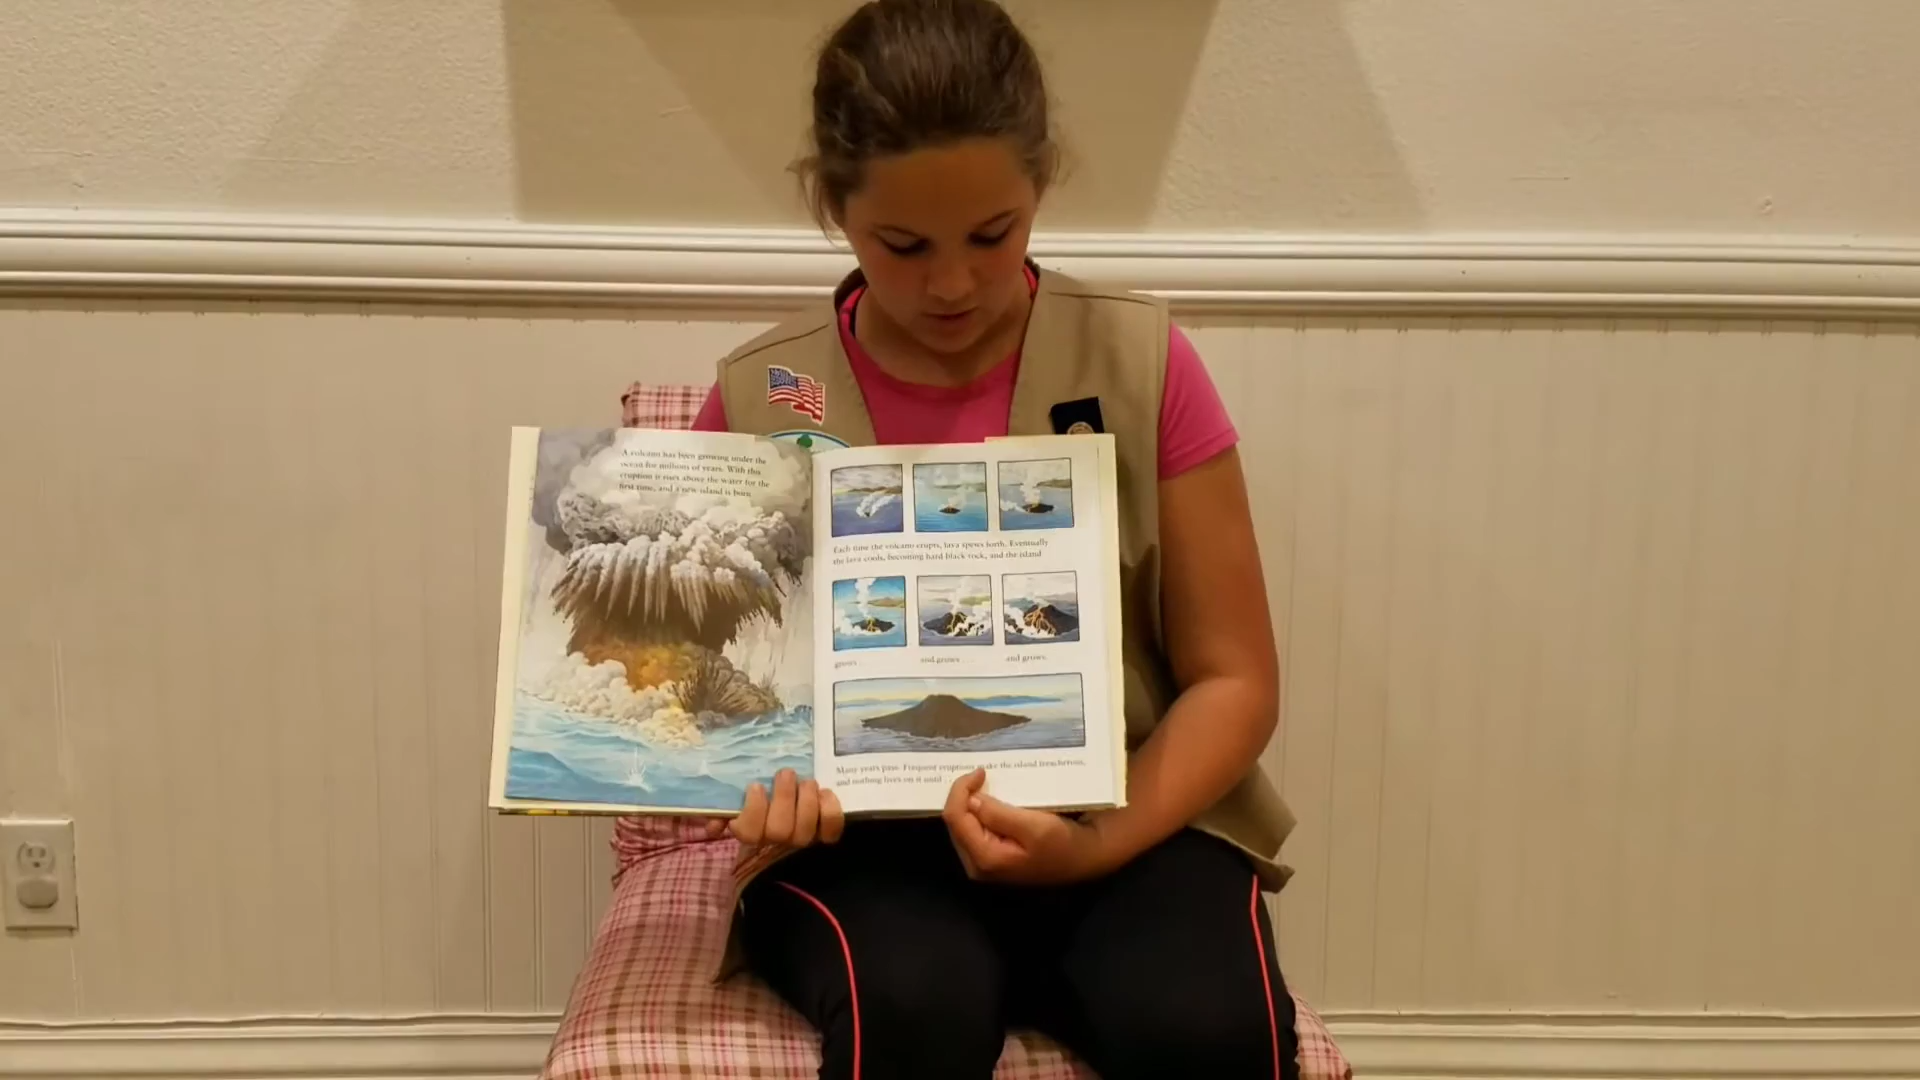 A volcano has been growing under the
ocean for millions of years. With this
eruption it rises above the water for the
first time, and a new island is born.
Each time the volcano erupts, lava spews forth. Eventually
the lava cools, becoming hard black rock, and the island
grows . . .
and grows . . .
and grows.
Many years pass. Frequent eruptions make the island treacherous,
and nothing lives on it until . . .